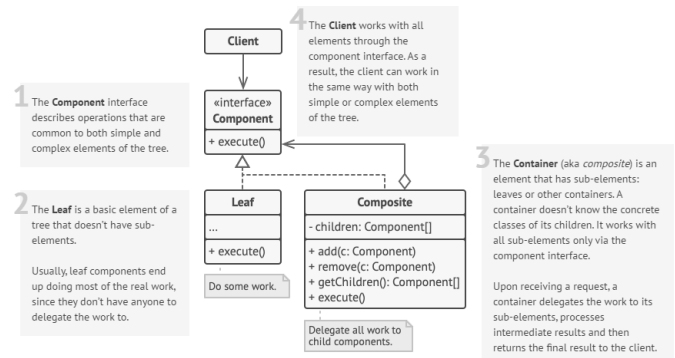 4
The Client works with all
elements through the
component interface. As a
result, the client can work in
the same way with both
simple or complex elements
of the tree.
Client
1
The Component interface
describes operations that are
common to both simple and
complex elements of the tree.
«interface»
Component
+ execute()
2
The Leaf is a basic element of a
tree that doesn't have sub-
elements.
Usually, leaf components end
up doing most of the real work,
since they don't have anyone to
delegate the work to.
Leaf
...
+ execute()
Do some work.
Composite
- children: Component[]
+ add(c: Component)
+ remove(c: Component)
+ getChildren(): Component[]
+ execute()
Delegate all work to
child components.
3
The Container (aka composite) is an
element that has sub-elements:
leaves or other containers. A
container doesn't know the concrete
classes of its children. It works with
all sub-elements only via the
component interface.
Upon receiving a request, a
container delegates the work to its
sub-elements, processes
intermediate results and then
returns the final result to the client.